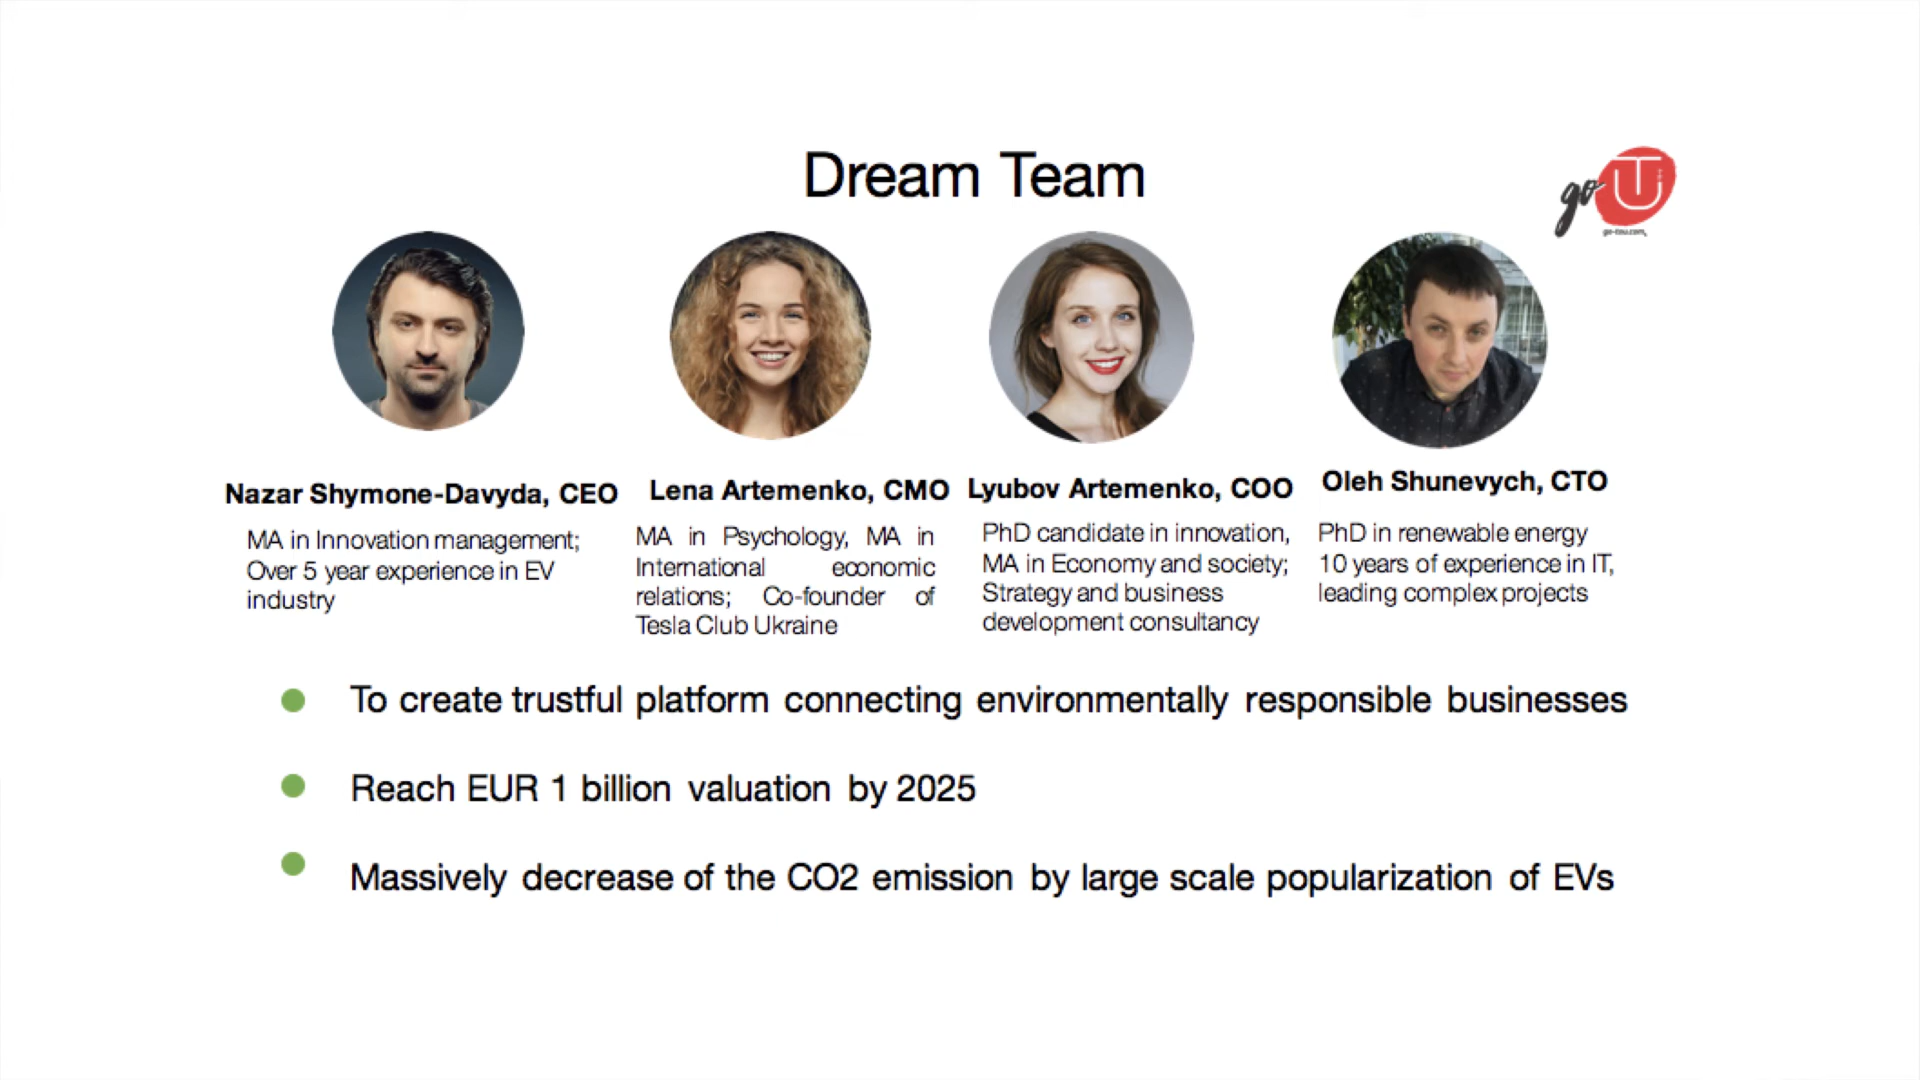 Dream Team
go
U
go-tou.com
Nazar Shymone-Davyda, CEO
MA in Innovation management;
Over 5 year experience in EV
industry
Lena Artemenko, CMO
MA in Psychology, MA in
International economic
relations; Co-founder of
Tesla Club Ukraine
Lyubov Artemenko, COO
PhD candidate in innovation,
MA in Economy and society;
Strategy and business
development consultancy
Oleh Shunevych, CTO
PhD in renewable energy
10 years of experience in IT,
leading complex projects
To create trustful platform connecting environmentally responsible businesses
Reach EUR 1 billion valuation by 2025
Massively decrease of the CO2 emission by large scale popularization of EVs